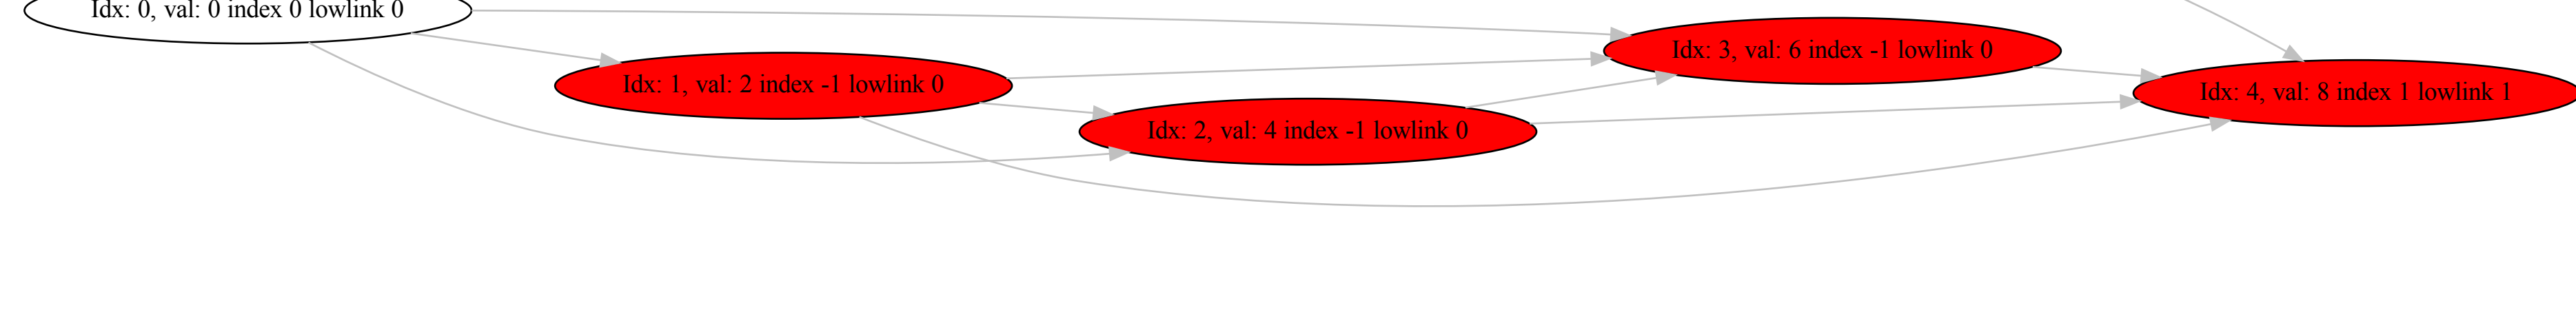 Idx: 0, val: 0 index 0 lowlink 0
Idx: 1, val: 2 index -1 lowlink 0
Idx: 2, val: 4 index -1 lowlink 0
Idx: 3, val: 6 index -1 lowlink 0
Idx: 4, val: 8 index 1 lowlink 1